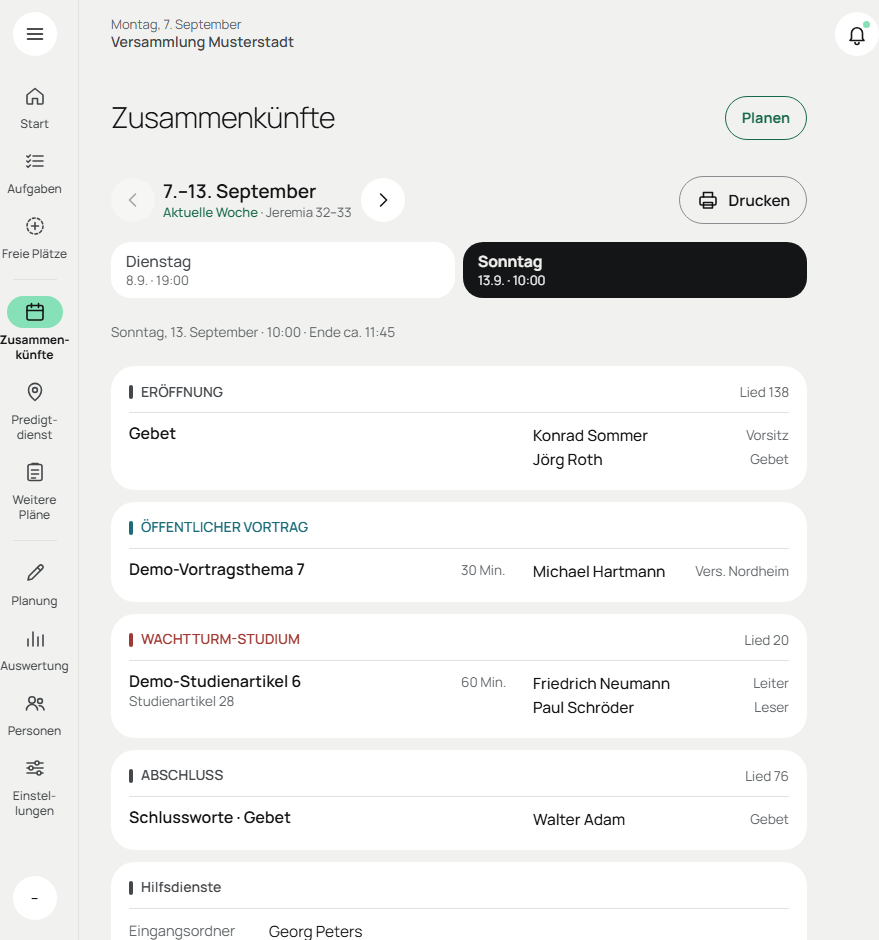 Montag, 7. September
Versammlung Musterstadt
Start
Aufgaben
Freie Plätze
Zusammen-
künfte
Predigt-
dienst
Weitere
Pläne
Planung
Auswertung
Personen
Einstel-
lungen
–
Zusammenkünfte
Planen
7.–13. September
Aktuelle Woche · Jeremia 32–33
Drucken
Dienstag
8.9. · 19:00
Sonntag
13.9. · 10:00
Sonntag, 13. September · 10:00 · Ende ca. 11:45
ERÖFFNUNG Lied 138
Gebet Konrad Sommer Vorsitz
Jörg Roth Gebet
ÖFFENTLICHER VORTRAG
Demo-Vortragsthema 7 30 Min. Michael Hartmann Vers. Nordheim
WACHTTURM-STUDIUM Lied 20
Demo-Studienartikel 6 60 Min. Friedrich Neumann Leiter
Studienartikel 28 Paul Schröder Leser
ABSCHLUSS Lied 76
Schlussworte · Gebet Walter Adam Gebet
Hilfsdienste
Eingangsordner Georg Peters